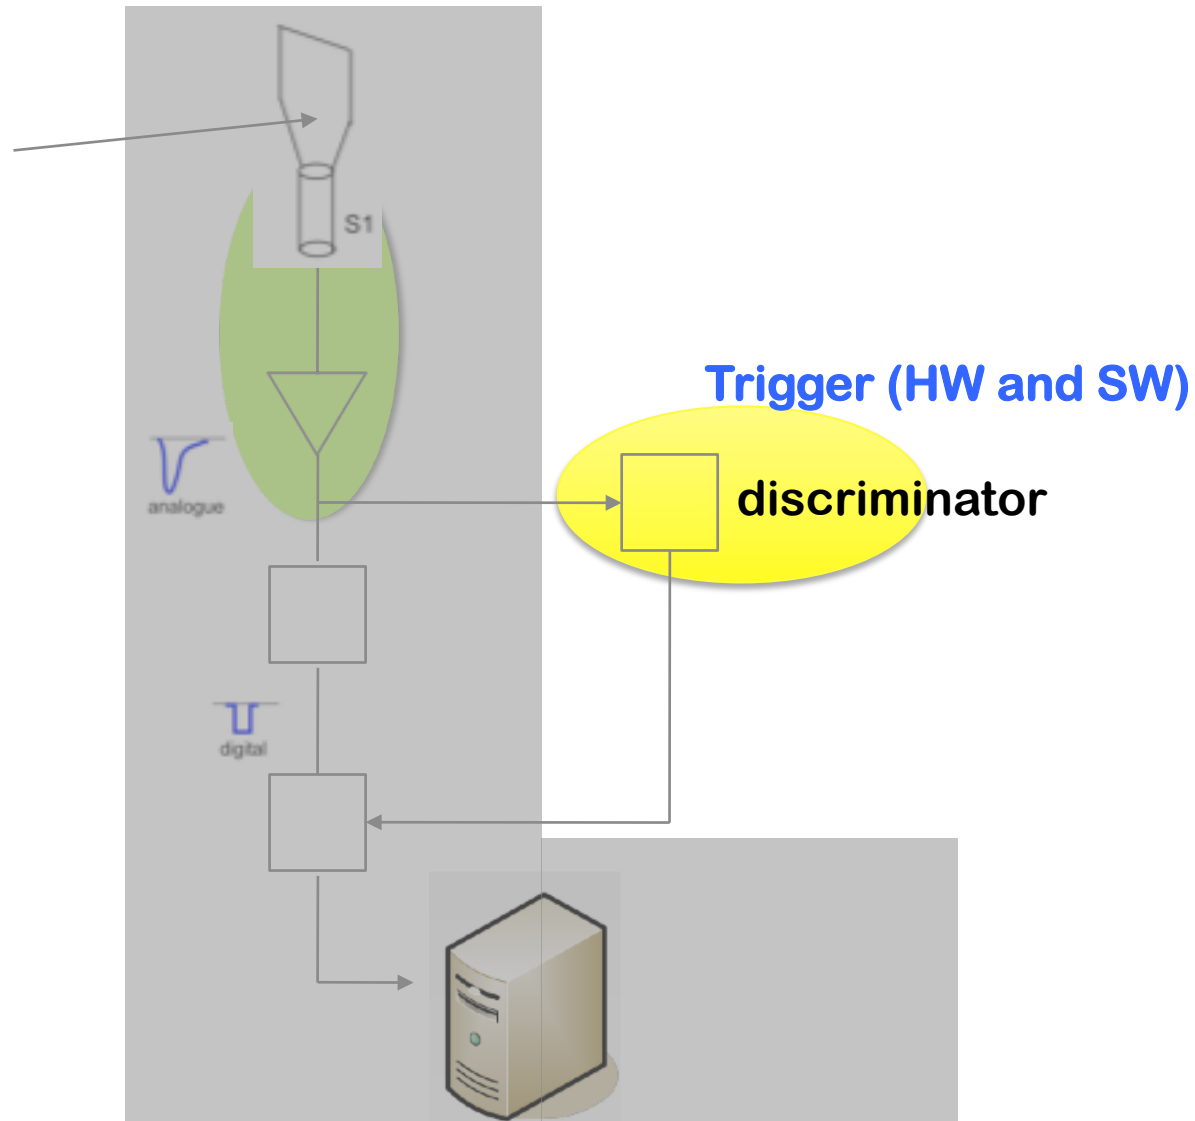 S1
Trigger (HW and SW)
analogue
discriminator
digital